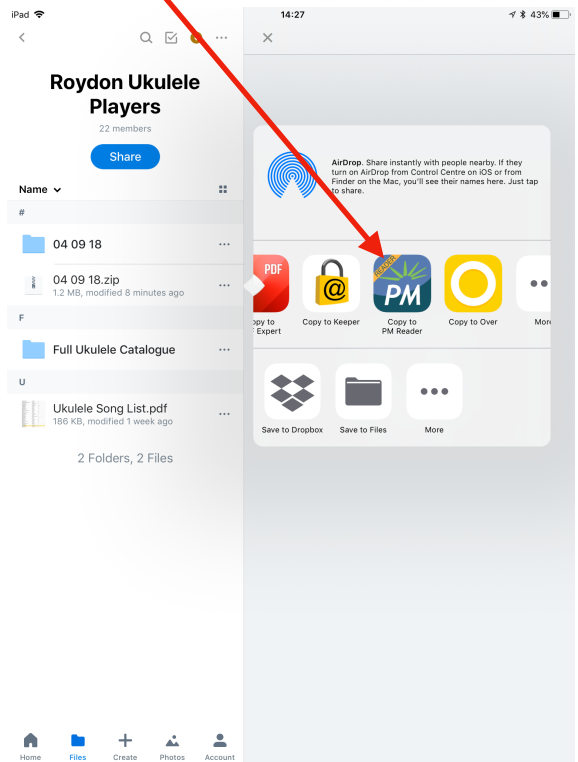 iPad
14:27
43%
Roydon Ukulele
Players
22 members
Share
Name
#
04 09 18
04 09 18.zip
1.2 MB, modified 8 minutes ago
F
Full Ukulele Catalogue
U
Ukulele Song List.pdf
186 KB, modified 1 week ago
2 Folders, 2 Files
Home
Files
Create
Photos
Account
AirDrop. Share instantly with people nearby. If they
turn on AirDrop from Control Centre on iOS or from
Finder on the Mac, you'll see their names here. Just tap
to share.
PDF
@
READER
PM
opy to
Expert
Copy to Keeper
Copy to
PM Reader
Copy to Over
More
Save to Dropbox
Save to Files
More